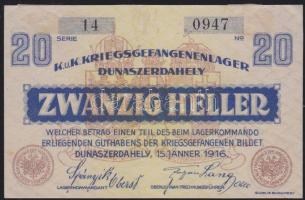 14 0947
20 SERIE Nº 20
K.u.K. KRIEGSGEFANGENENLAGER
DUNASZERDAHELY
ZWANZIG HELLER
WELCHER BETRAG EINEN TEIL DES BEIM LAGERKOMMANDO
ERLIEGENDEN GUTHABENS DER KRIEGSGEFANGENEN BILDET
DUNASZERDAHELY, 15. JÄNNER 1916.
Oberst
LAGERKOMMANDANT